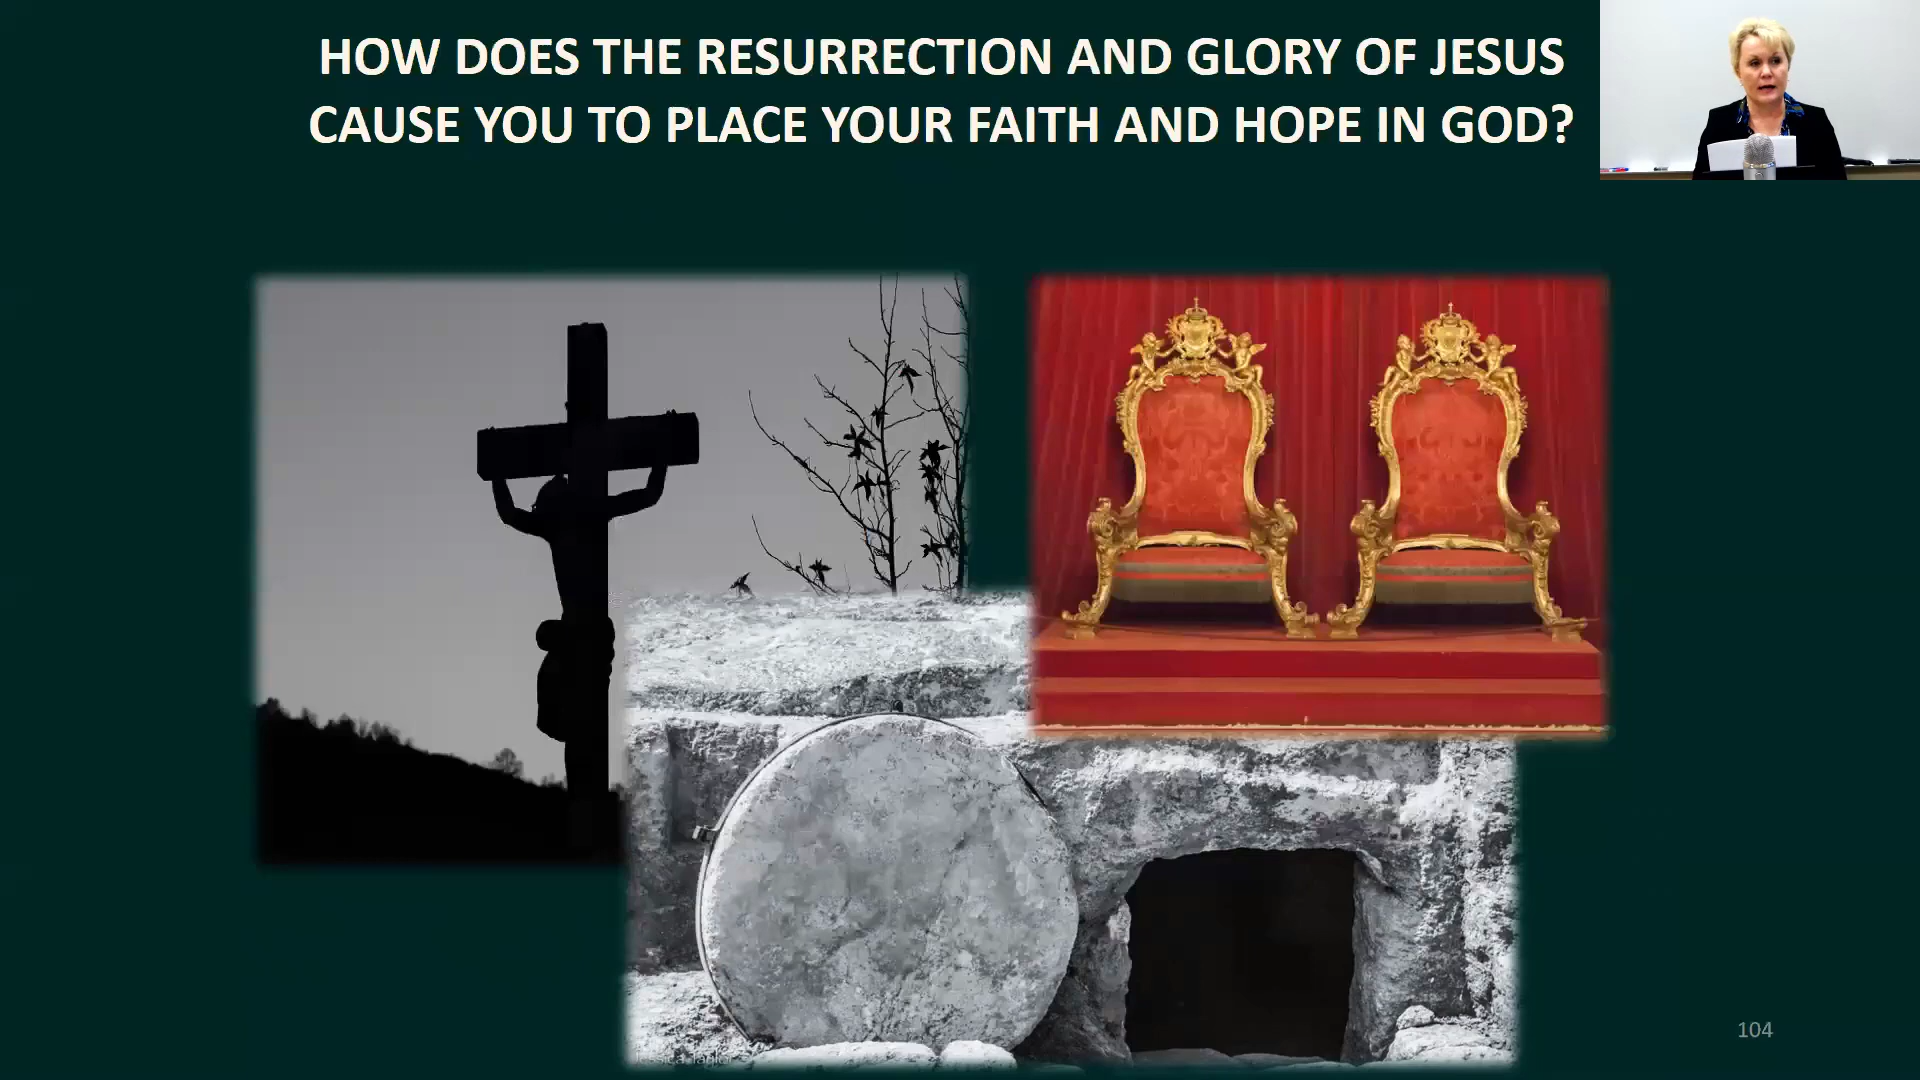 HOW DOES THE RESURRECTION AND GLORY OF JESUS
CAUSE YOU TO PLACE YOUR FAITH AND HOPE IN GOD?
104